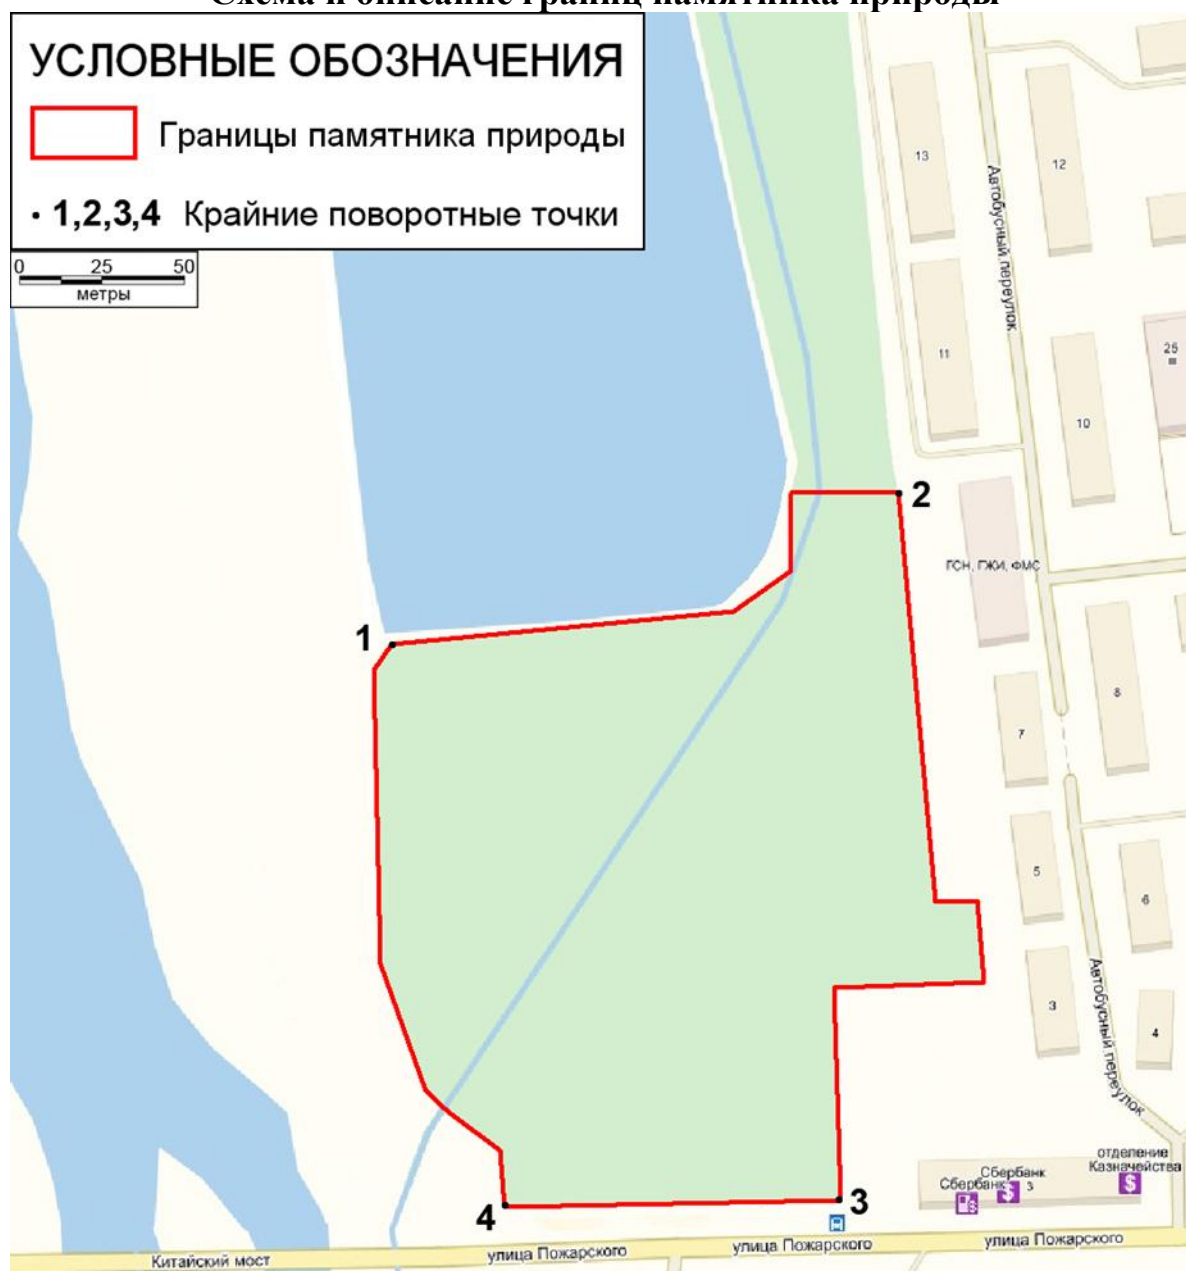 Схема и описание границ памятника природы
УСЛОВНЫЕ ОБОЗНАЧЕНИЯ
Границы памятника природы
• 1,2,3,4 Крайние поворотные точки
0 25 50
метры
13
12
Автобусный переулок
11
25
10
2
ГСН, ГЖИ, ФМС
1
8
7
5
6
3
Автобусный переулок
4
отделение
Казначейства
Сбербанк
3
Сбербанк
3
4
улица Пожарского
улица Пожарского
улица Пожарского
Китайский мост